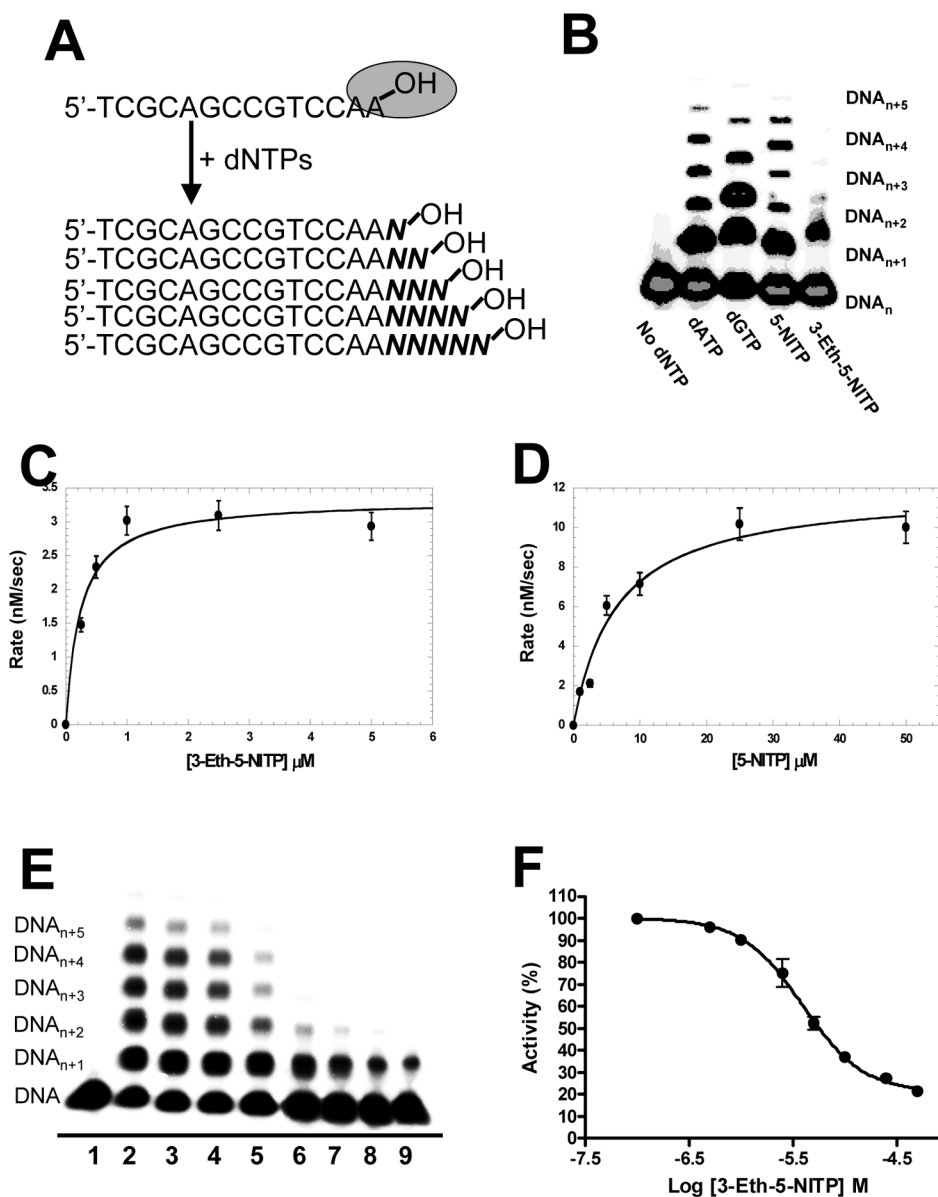 A
5'-TCGCAGCCGTCCAA
OH
+ dNTPs
5'-TCGCAGCCGTCCAAN
OH
5'-TCGCAGCCGTCCAANN
OH
5'-TCGCAGCCGTCCAANNN
OH
5'-TCGCAGCCGTCCAANNNN
OH
5'-TCGCAGCCGTCCAANNNNN
OH
B
DNAn+5
DNAn+4
DNAn+3
DNAn+2
DNAn+1
DNAn
No dNTP
dATP
dGTP
5-NITP
3-Eth-5-NITP
C
Rate (nM/sec)
3.5
3
2.5
2
1.5
1
0.5
0
0 1 2 3 4 5 6
[3-Eth-5-NITP] μM
D
Rate (nM/sec)
12
10
8
6
4
2
0
0 10 20 30 40 50
[5-NITP] μM
E
DNAn+5
DNAn+4
DNAn+3
DNAn+2
DNAn+1
DNA
1 2 3 4 5 6 7 8 9
F
Activity (%)
110
100
90
80
70
60
50
40
30
20
10
0
-7.5 -6.5 -5.5 -4.5
Log [3-Eth-5-NITP] M